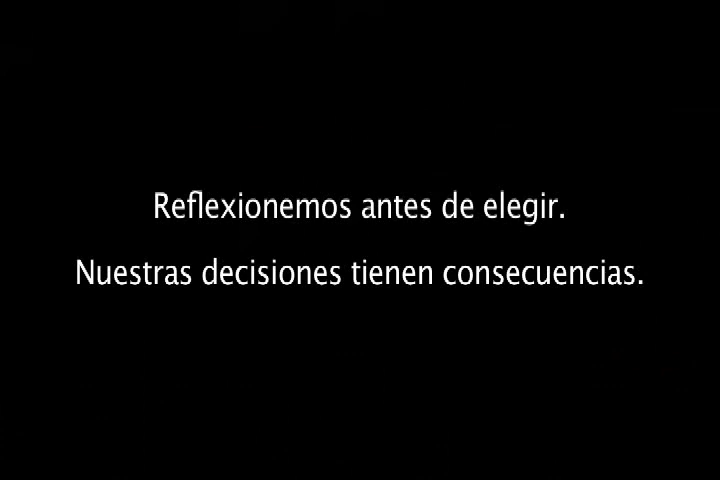 Reflexionemos antes de elegir.
Nuestras decisiones tienen consecuencias.